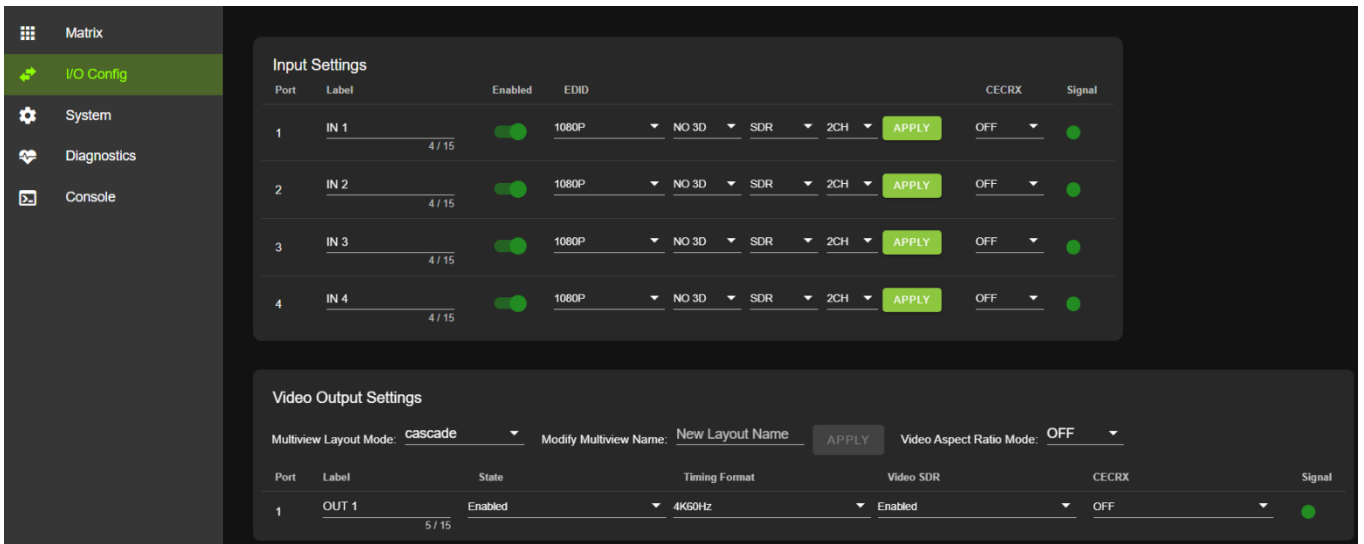 Matrix
I/O Config
System
Diagnostics
Console
Input Settings
Port Label Enabled EDID CECRX Signal
1 IN 1 1080P NO 3D SDR 2CH APPLY OFF
4 / 15
2 IN 2 1080P NO 3D SDR 2CH APPLY OFF
4 / 15
3 IN 3 1080P NO 3D SDR 2CH APPLY OFF
4 / 15
4 IN 4 1080P NO 3D SDR 2CH APPLY OFF
4 / 15
Video Output Settings
Multiview Layout Mode: cascade Modify Multiview Name: New Layout Name APPLY Video Aspect Ratio Mode: OFF
Port Label State Timing Format Video SDR CECRX Signal
1 OUT 1 Enabled 4K60Hz Enabled OFF
5 / 15